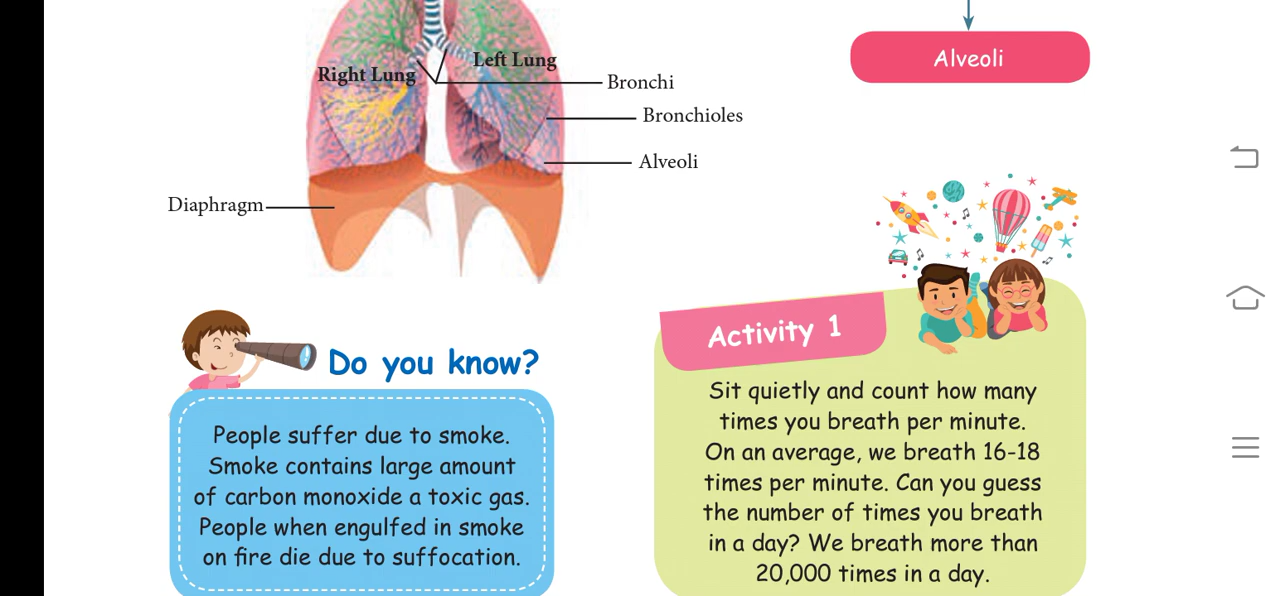 Alveoli
Left Lung
Right Lung
Bronchi
Bronchioles
Alveoli
Diaphragm
Do you know?
People suffer due to smoke.
Smoke contains large amount
of carbon monoxide a toxic gas.
People when engulfed in smoke
on fire die due to suffocation.
Activity 1
Sit quietly and count how many
times you breath per minute.
On an average, we breath 16-18
times per minute. Can you guess
the number of times you breath
in a day? We breath more than
20,000 times in a day.